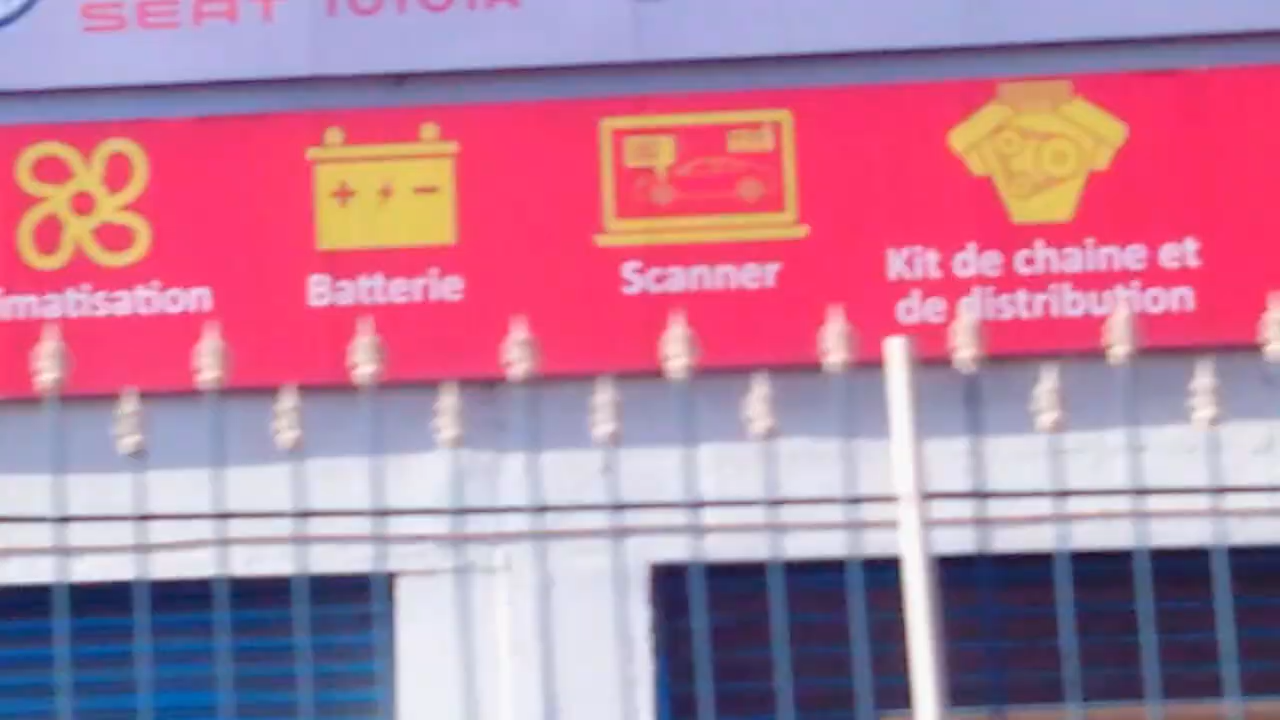 SEAT TOYOTA
imatisation
Batterie
Scanner
Kit de chaine et
de distribution